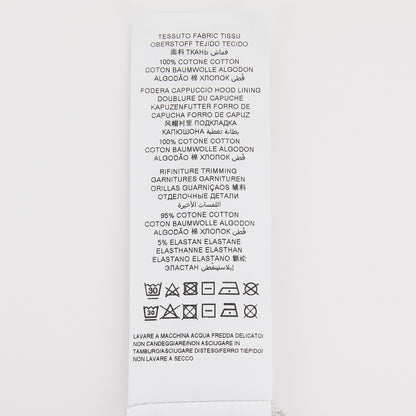 TESSUTO FABRIC TISSU
OBERSTOFF TEJIDO TECIDO
面料 ТКАНЬ قماش
100% COTONE COTTON
COTON BAUMWOLLE ALGODON
ALGODÃO 棉 ХЛОПОК قطن
FODERA CAPPUCCIO HOOD LINING
DOUBLURE DU CAPUCHE
KAPUZENFUTTER FORRO DE
CAPUCHA FORRO DE CAPUZ
风帽衬里 ПОДКЛАДКА
КАПЮШОНА بطانة تغطية
100% COTONE COTTON
COTON BAUMWOLLE ALGODON
ALGODÃO 棉 ХЛОПОК قطن
RIFINITURE TRIMMING
GARNITURES GARNITUREN
ORILLAS GUARNIÇAOS 辅料
ОТДЕЛОЧНЫЕ ДЕТАЛИ
اللمسات الأخيرة
95% COTONE COTTON
COTON BAUMWOLLE ALGODON
ALGODÃO 棉 ХЛОПОК قطن
5% ELASTAN ELASTANE
ELASTHANNE ELASTHAN
ELASTANO ELASTANO 氨纶
ЭЛАСТАН
30
30
LAVARE A MACCHINA ACQUA FREDDA DELICATO/
NON CANDEGGIARE/NON ASCIUGARE IN
TAMBURO/ASCIUGARE DISTESO/FERRO TIEPIDO/
NON LAVARE A SECCO